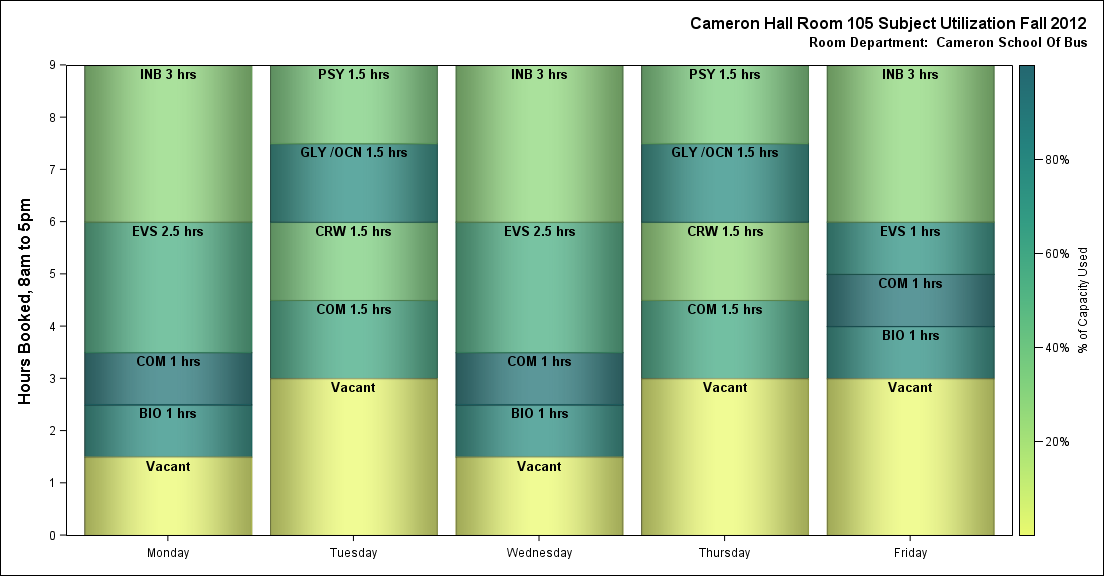 Cameron Hall Room 105 Subject Utilization Fall 2012
Room Department:  Cameron School Of Bus
Hours Booked, 8am to 5pm
9
8
7
6
5
4
3
2
1
0
INB 3 hrs
EVS 2.5 hrs
COM 1 hrs
BIO 1 hrs
Vacant
Monday
PSY 1.5 hrs
GLY /OCN 1.5 hrs
CRW 1.5 hrs
COM 1.5 hrs
Vacant
Tuesday
INB 3 hrs
EVS 2.5 hrs
COM 1 hrs
BIO 1 hrs
Vacant
Wednesday
PSY 1.5 hrs
GLY /OCN 1.5 hrs
CRW 1.5 hrs
COM 1.5 hrs
Vacant
Thursday
INB 3 hrs
EVS 1 hrs
COM 1 hrs
BIO 1 hrs
Vacant
Friday
80%
60%
40%
20%
% of Capacity Used